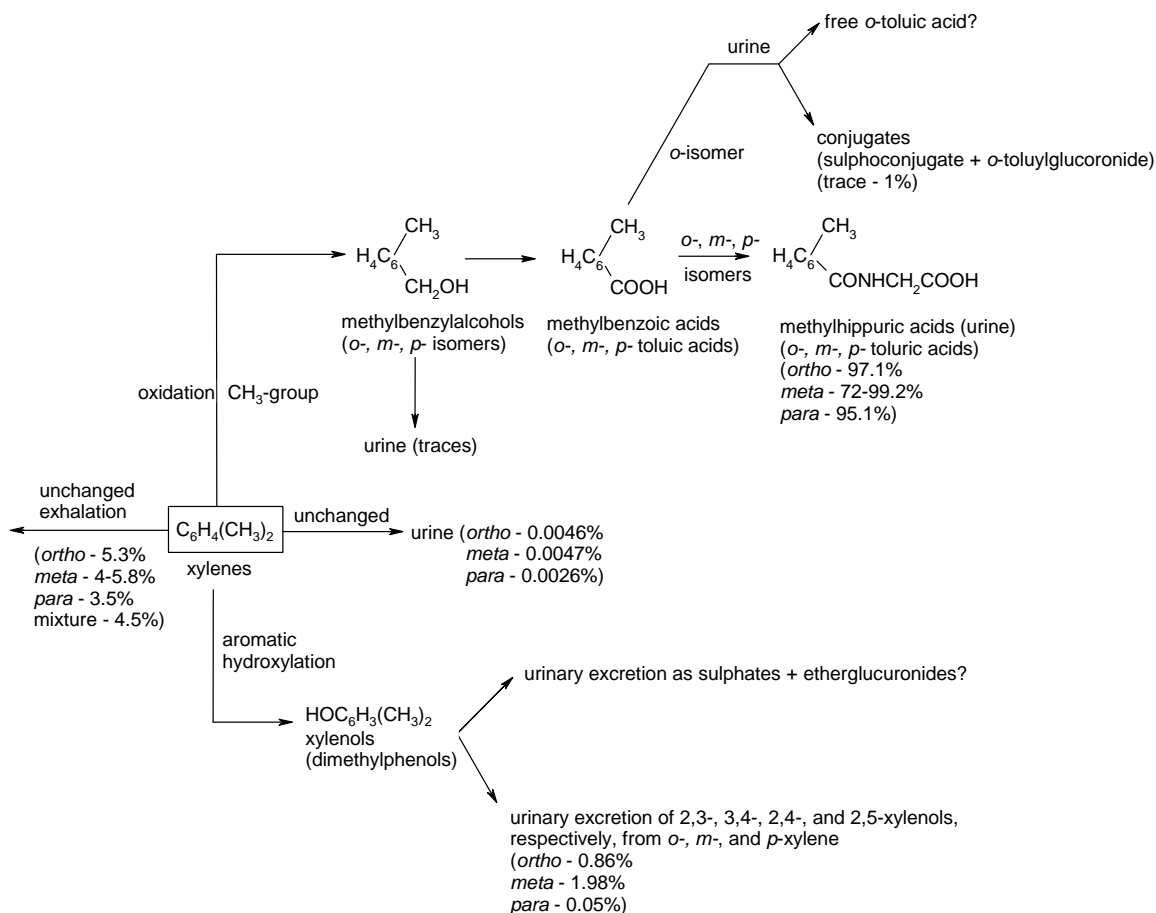 free o-toluic acid?
urine
conjugates
(sulphoconjugate + o-toluylglucoronide)
(trace - 1%)
o-isomer
CH₃
H₄C₆
CH₂OH
methylbenzylalcohols
(o-, m-, p- isomers)
CH₃
H₄C₆
COOH
methylbenzoic acids
(o-, m-, p- toluic acids)
o-, m-, p-
isomers
CH₃
H₄C₆
CONHCH₂COOH
methylhippuric acids (urine)
(o-, m-, p- toluric acids)
(ortho - 97.1%
meta - 72-99.2%
para - 95.1%)
oxidation CH₃-group
urine (traces)
unchanged
exhalation
(ortho - 5.3%
meta - 4-5.8%
para - 3.5%
mixture - 4.5%)
C₆H₄(CH₃)₂
xylenes
unchanged
urine (ortho - 0.0046%
meta - 0.0047%
para - 0.0026%)
aromatic
hydroxylation
HOC₆H₃(CH₃)₂
xylenols
(dimethylphenols)
urinary excretion as sulphates + etherglucuronides?
urinary excretion of 2,3-, 3,4-, 2,4-, and 2,5-xylenols,
respectively, from o-, m-, and p-xylene
(ortho - 0.86%
meta - 1.98%
para - 0.05%)